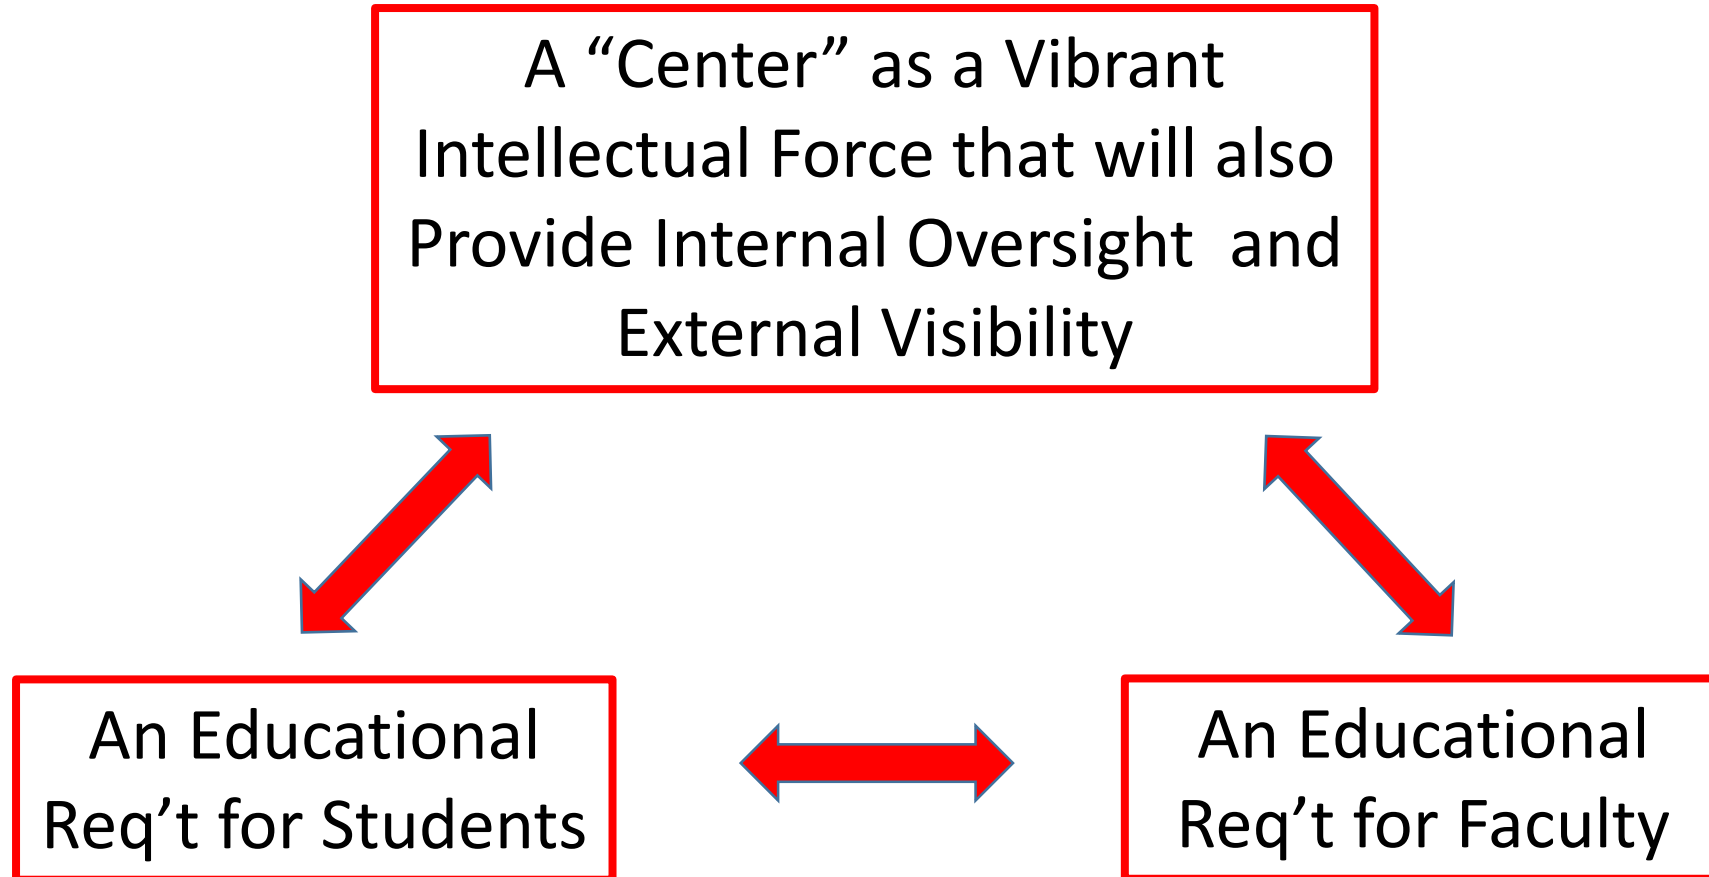 A “Center” as a Vibrant
Intellectual Force that will also
Provide Internal Oversight  and
External Visibility
An Educational
Req’t for Students
An Educational
Req’t for Faculty